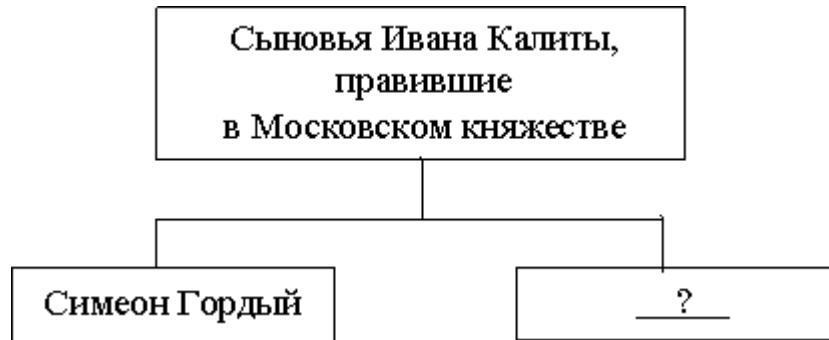 Сыновья Ивана Калиты,
правившие
в Московском княжестве
Симеон Гордый
?